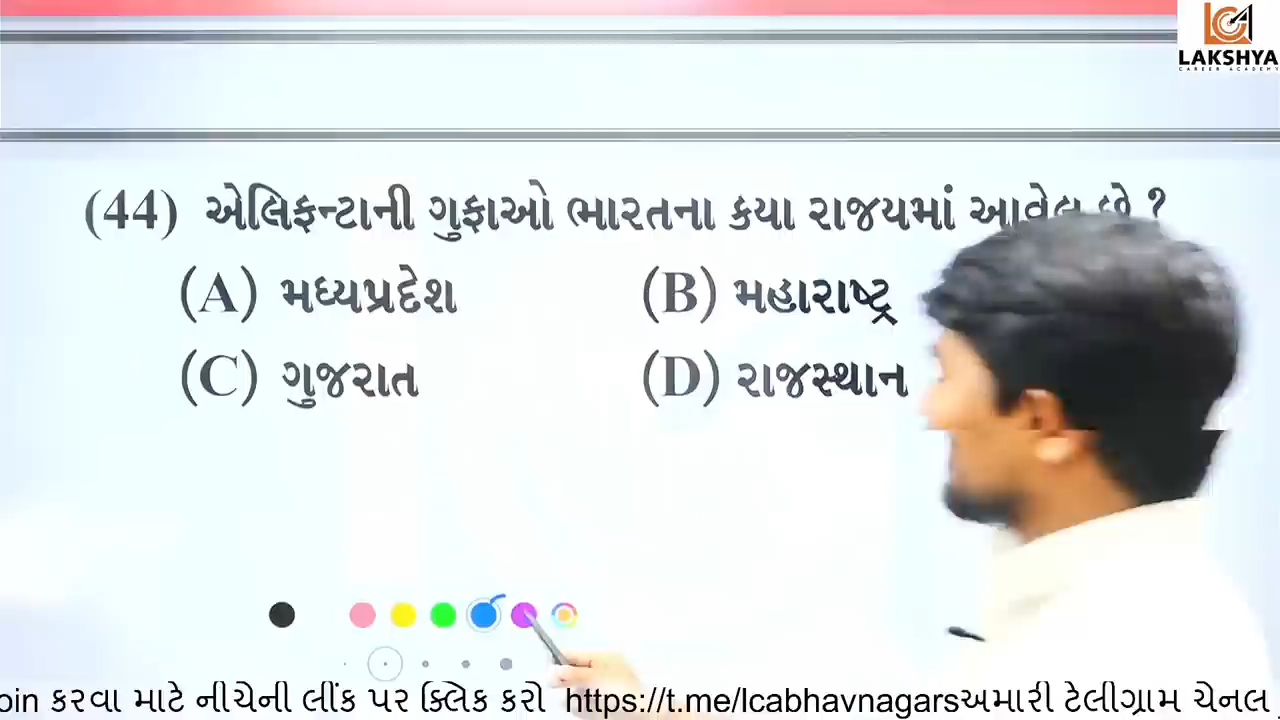 LAKSHYA
CAREER ACADEMY
(44) એલિફન્ટાની ગુફાઓ ભારતના કયા રાજયમાં છે ?
(A) મધ્યપ્રદેશ (B) મહારાષ્ટ્ર
(C) ગુજરાત (D) રાજસ્થાન
oin કરવા માટે નીચેની લીંક પર ક્લિક કરો https://t.me/lcabhavnagarsઅમારી ટેલીગ્રામ ચેનલ